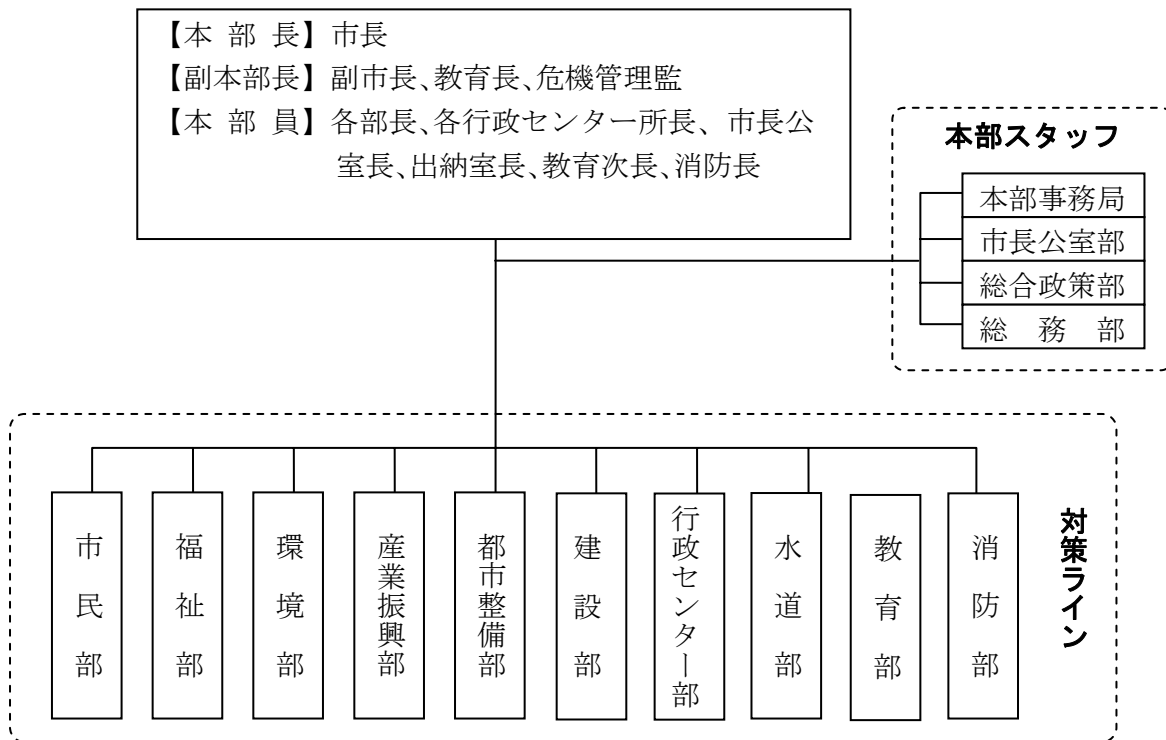 【本 部 長】市長
【副本部長】副市長、教育長、危機管理監
【本 部 員】各部長、各行政センター所長、市長公
室長、出納室長、教育次長、消防長
本部スタッフ
本部事務局
市長公室部
総合政策部
総 務 部
市民部
福祉部
環境部
産業振興部
都市整備部
建設部
行政センター部
水道部
教育部
消防部
対策ライン